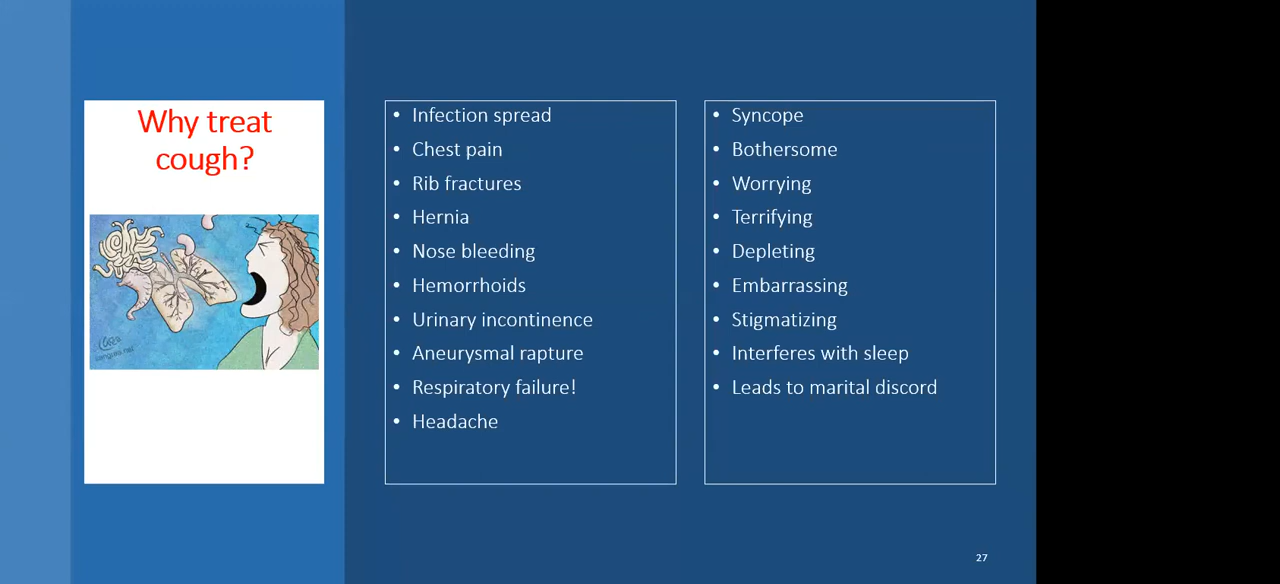 Why treat
cough?
• Infection spread
• Chest pain
• Rib fractures
• Hernia
• Nose bleeding
• Hemorrhoids
• Urinary incontinence
• Aneurysmal rapture
• Respiratory failure!
• Headache
• Syncope
• Bothersome
• Worrying
• Terrifying
• Depleting
• Embarrassing
• Stigmatizing
• Interferes with sleep
• Leads to marital discord
27